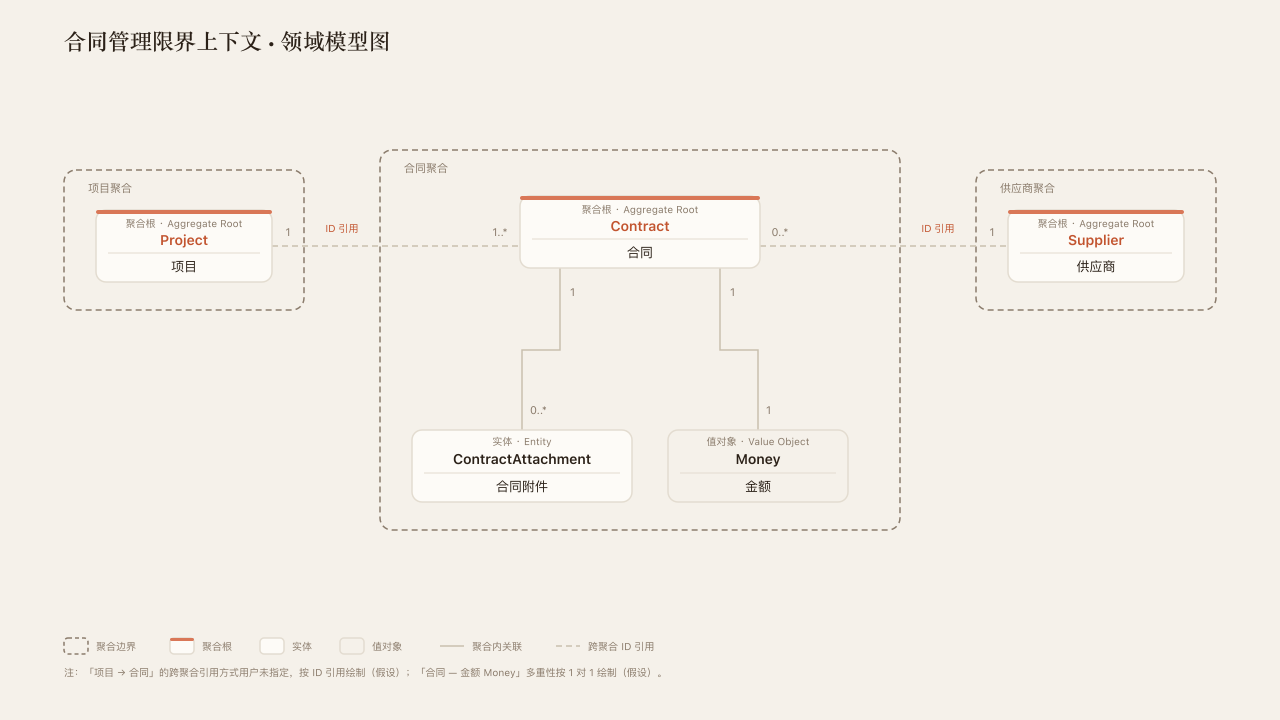 合同管理限界上下文 · 领域模型图
项目聚合
聚合根 · Aggregate Root
Project
项目
1
ID 引用
合同聚合
1..*
聚合根 · Aggregate Root
Contract
合同
0..*
ID 引用
供应商聚合
1
聚合根 · Aggregate Root
Supplier
供应商
1
1
0..*
1
实体 · Entity
ContractAttachment
合同附件
值对象 · Value Object
Money
金额
聚合边界
聚合根
实体
值对象
聚合内关联
跨聚合 ID 引用
注：「项目 → 合同」的跨聚合引用方式用户未指定，按 ID 引用绘制（假设）；「合同 — 金额 Money」多重性按 1 对 1 绘制（假设）。